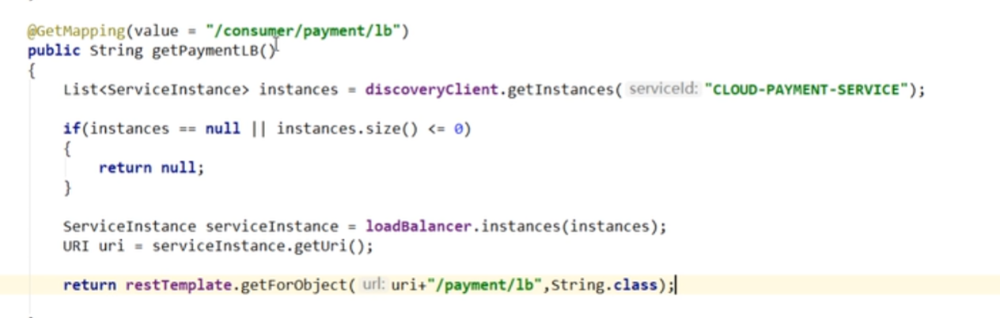 @GetMapping(value = "/consumer/payment/lb")
public String getPaymentLB()
{
List<ServiceInstance> instances = discoveryClient.getInstances( serviceId: "CLOUD-PAYMENT-SERVICE");
if(instances == null || instances.size() <= 0)
{
return null;
}
ServiceInstance serviceInstance = loadBalancer.instances(instances);
URI uri = serviceInstance.getUri();
return restTemplate.getForObject( url: uri+"/payment/lb",String.class);